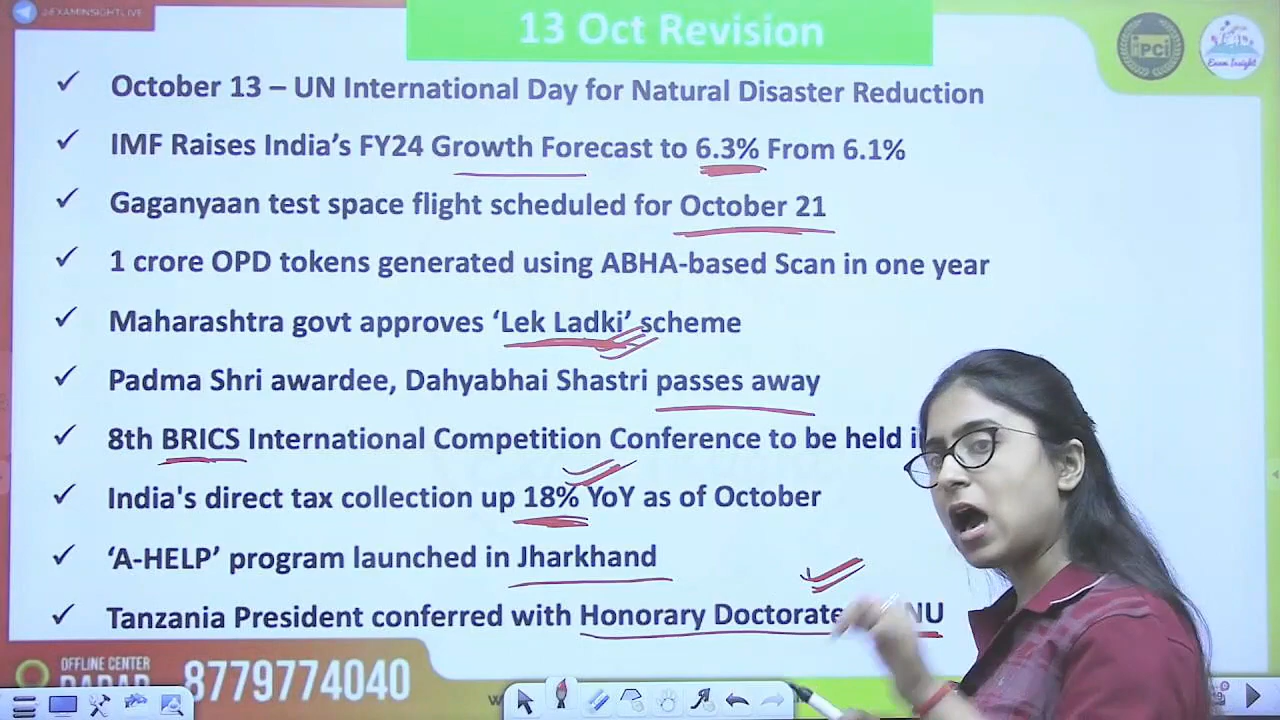 @EXAMINSIGHTLIVE
13 Oct Revision
iPCi
Exam Insight
✓ October 13 – UN International Day for Natural Disaster Reduction
✓ IMF Raises India’s FY24 Growth Forecast to 6.3% From 6.1%
✓ Gaganyaan test space flight scheduled for October 21
✓ 1 crore OPD tokens generated using ABHA-based Scan in one year
✓ Maharashtra govt approves ‘Lek Ladki’ scheme
✓ Padma Shri awardee, Dahyabhai Shastri passes away
✓ 8th BRICS International Competition Conference to be held
✓ India's direct tax collection up 18% YoY as of October
✓ ‘A-HELP’ program launched in Jharkhand
✓ Tanzania President conferred with Honorary Doctorate NU
OFFLINE CENTER
8779774040